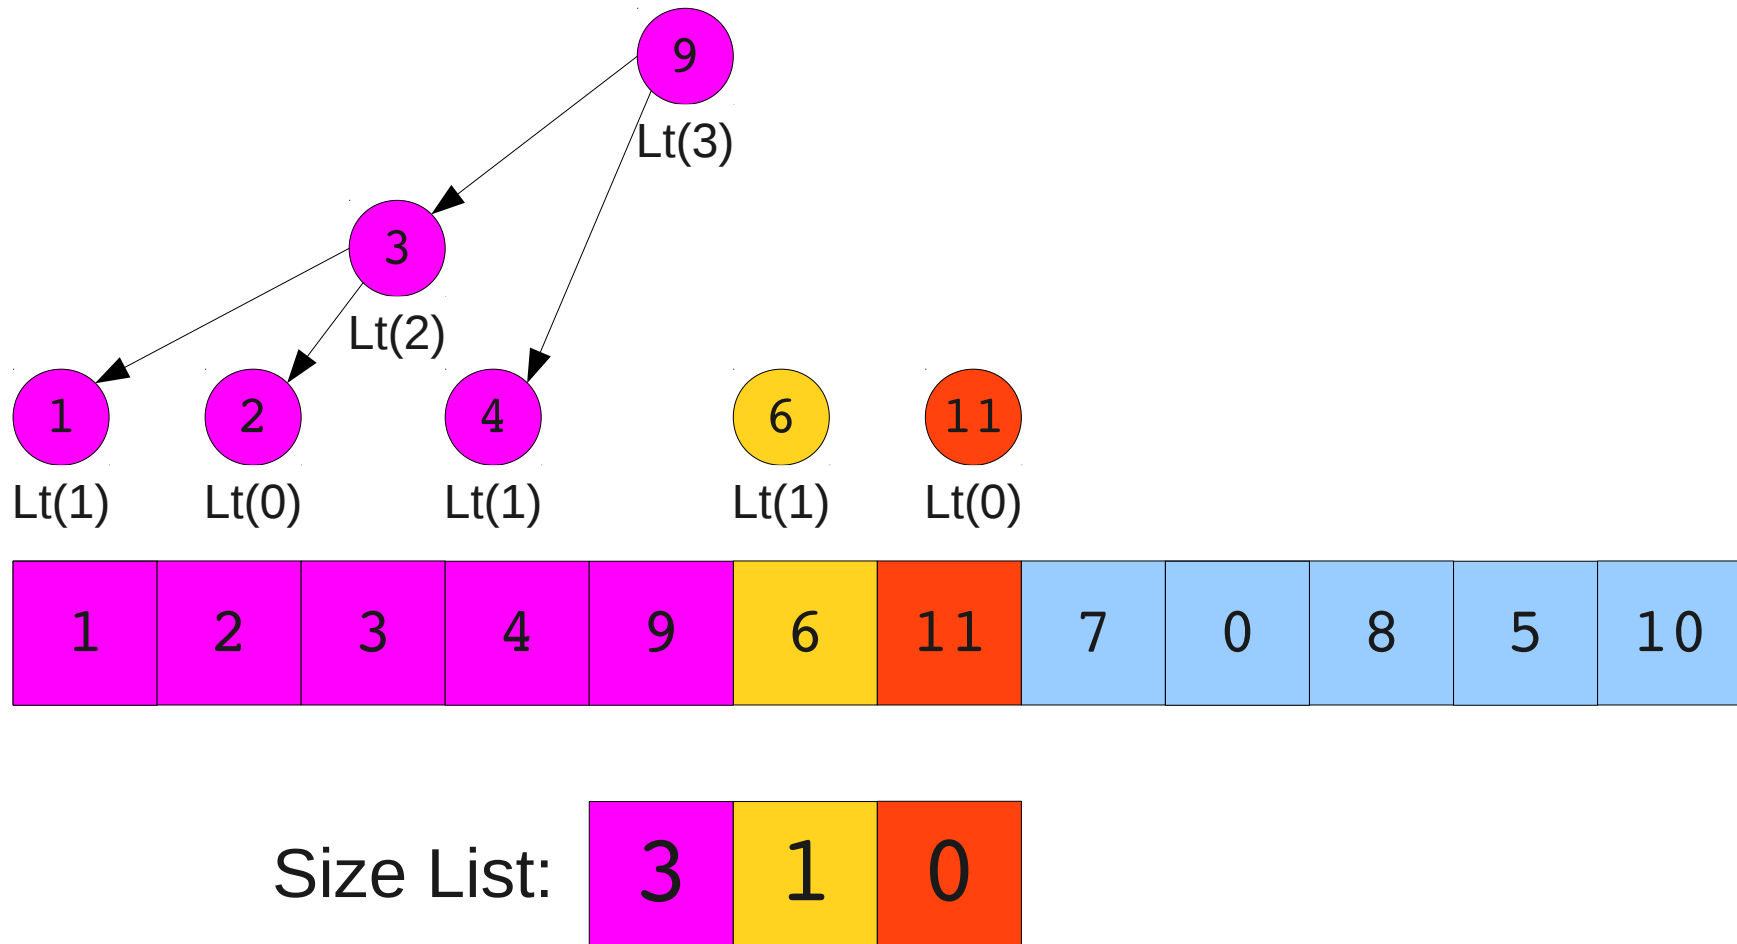 9
Lt(3)
3
Lt(2)
1 2 4 6 11
Lt(1) Lt(0) Lt(1) Lt(1) Lt(0)
1 2 3 4 9 6 11 7 0 8 5 10
Size List: 3 1 0